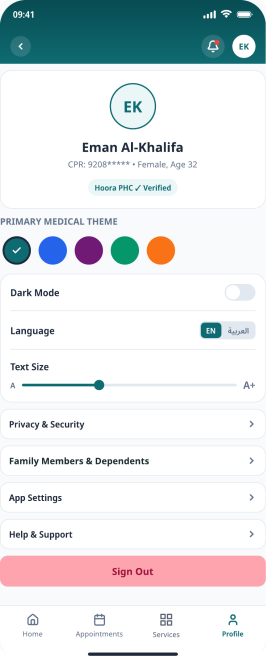 09:41
EK
EK
Eman Al-Khalifa
CPR: 9208***** • Female, Age 32
Hoora PHC ✓ Verified
PRIMARY MEDICAL THEME
Dark Mode
Language
EN العربية
Text Size
A A+
Privacy & Security
Family Members & Dependents
App Settings
Help & Support
Sign Out
Home Appointments Services Profile